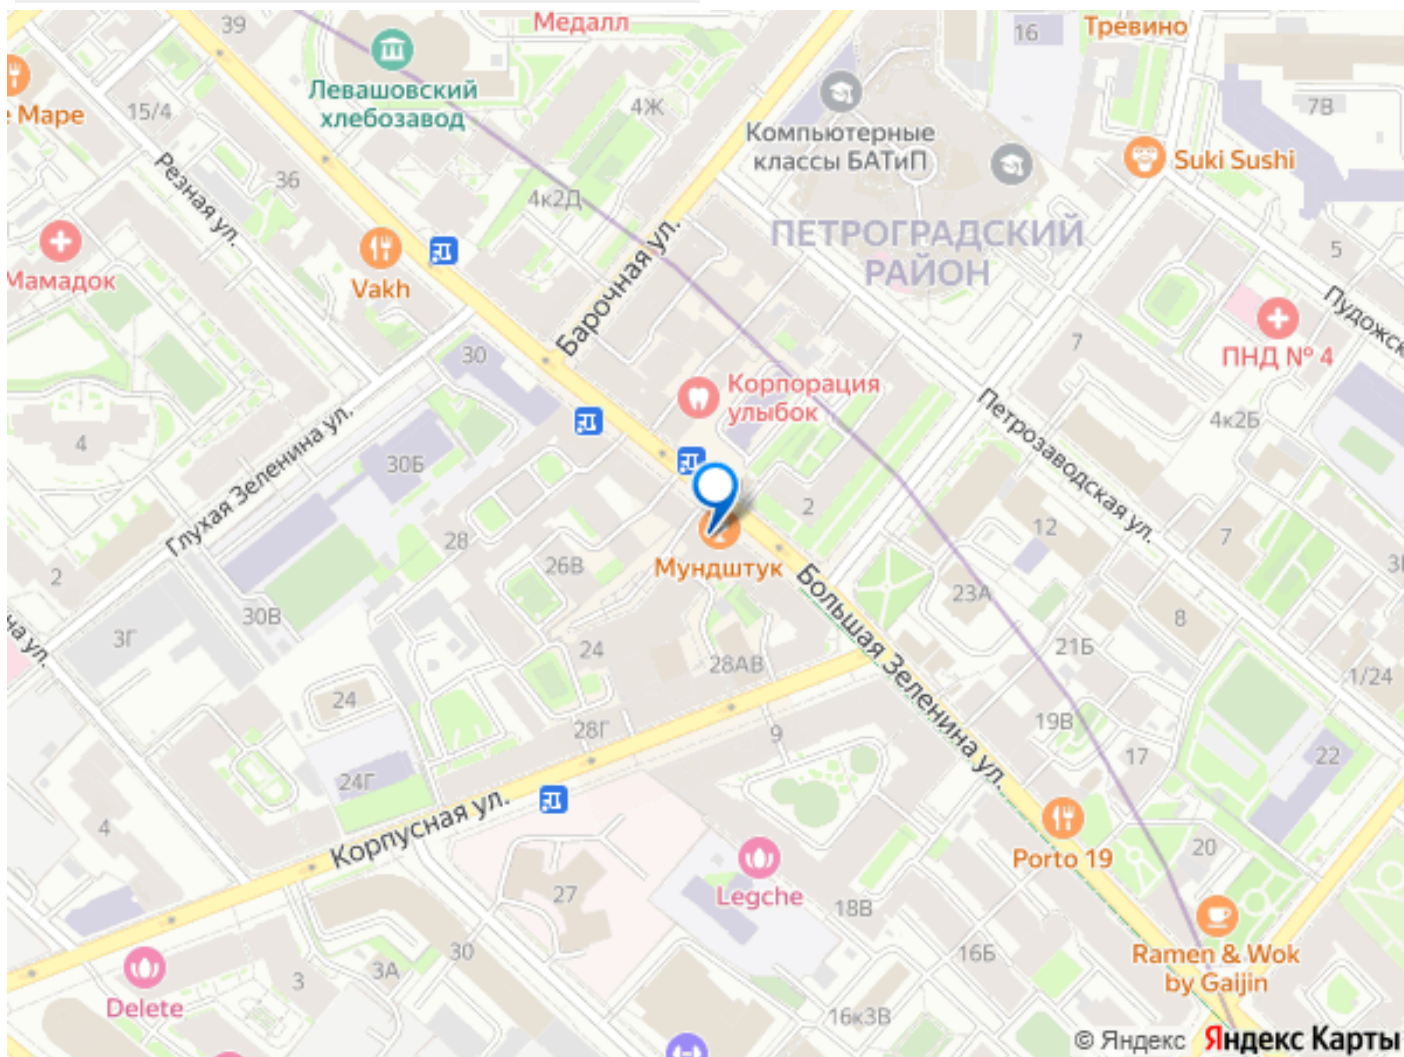 39
Медалл
16
Тревино
Левашовский
хлебозавод
15/4
е Маре
4Ж
7В
Компьютерные
классы БАТиП
Suki Sushi
Резная ул.
36
4к2Д
ПЕТРОГРАДСКИЙ
РАЙОН
5
Мамадок
Vakh
Барочная ул.
Пудожск
ПНД № 4
7
30
Корпорация
улыбок
4
Глухая Зеленина ул.
30Б
Петрозаводская ул.
4к2Б
2
12
7
28
26В
Мундштук
2
30В
3Г
на ул.
Большая Зеленина ул.
23А
8
21Б
24
28АВ
1/24
24
28Г
9
19В
17
22
24Г
4
Корпусная ул.
Porto 19
20
27
Legche
18В
30
16Б
Ramen & Wok
by Gaijin
3А
3
Delete
16к3В
© Яндекс Яндекс Карты